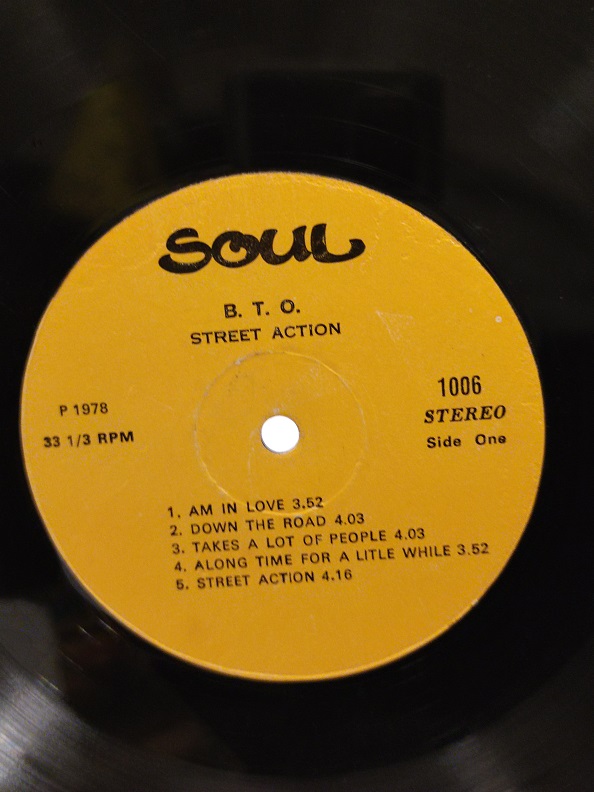 SOUL
B. T. O.
STREET ACTION
P 1978
33 1/3 RPM
1006
STEREO
Side One
1. AM IN LOVE 3.52
2. DOWN THE ROAD 4.03
3. TAKES A LOT OF PEOPLE 4.03
4. ALONG TIME FOR A LITLE WHILE 3.52
5. STREET ACTION 4.16